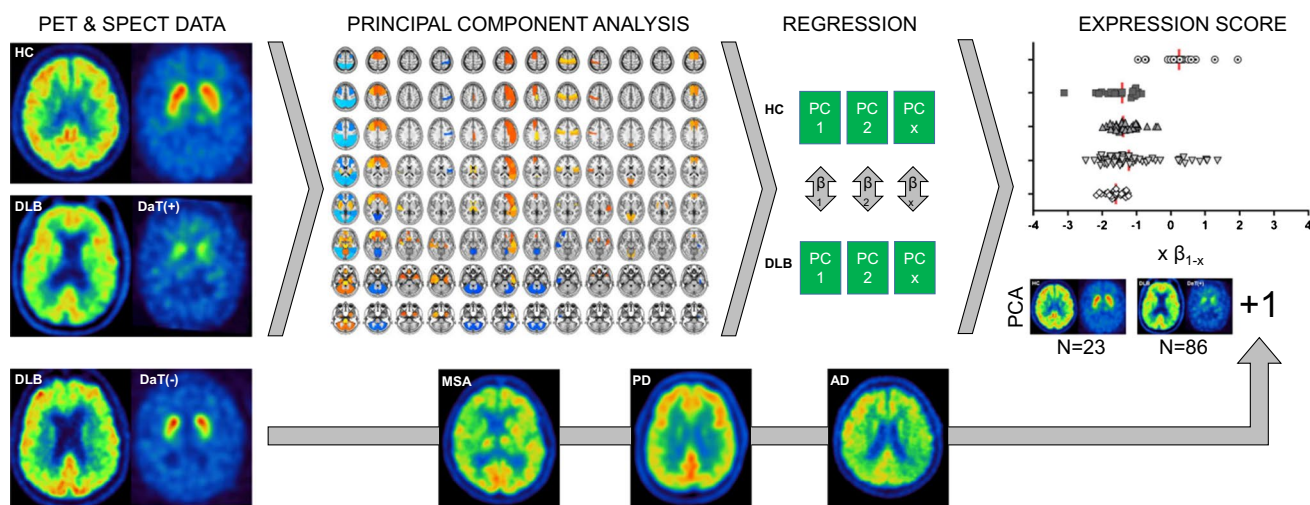 PET & SPECT DATA
PRINCIPAL COMPONENT ANALYSIS
REGRESSION
EXPRESSION SCORE
HC
DLB
DaT(+)
DLB
DaT(-)
HC
PC
1
PC
2
PC
x
β
1
β
2
β
x
DLB
PC
1
PC
2
PC
x
-4
-3
-2
-1
0
1
2
3
4
x β1-x
PCA
HC
DLB
DaT(+)
+1
N=23
N=86
MSA
PD
AD